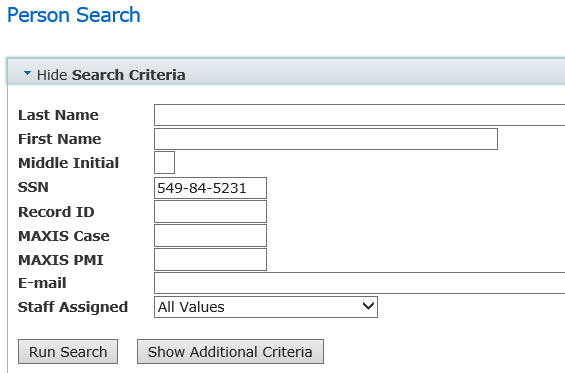 Person Search
Hide Search Criteria
Last Name
First Name
Middle Initial
SSN 549-84-5231
Record ID
MAXIS Case
MAXIS PMI
E-mail
Staff Assigned All Values
Run Search Show Additional Criteria